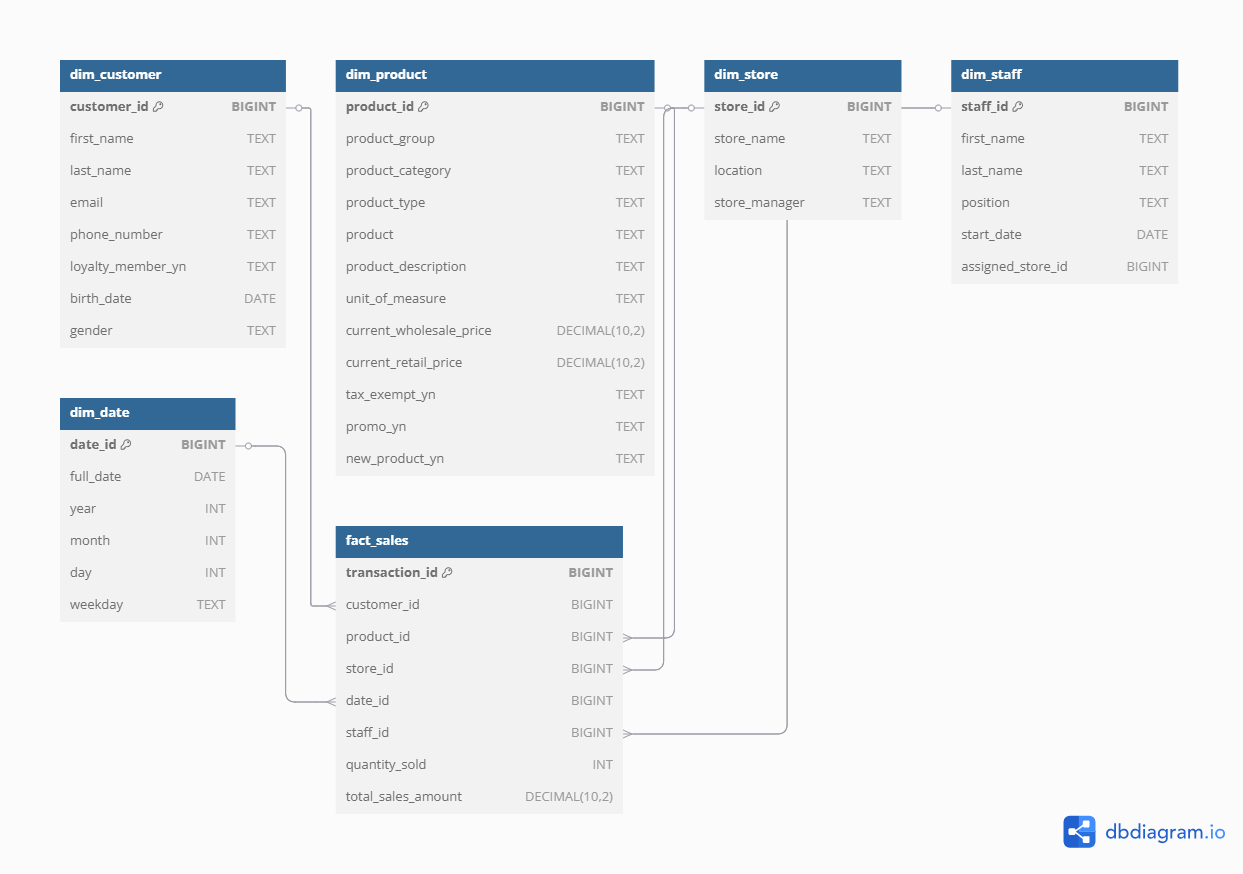 dim_customer
customer_id BIGINT
first_name TEXT
last_name TEXT
email TEXT
phone_number TEXT
loyalty_member_yn TEXT
birth_date DATE
gender TEXT
dim_product
product_id BIGINT
product_group TEXT
product_category TEXT
product_type TEXT
product TEXT
product_description TEXT
unit_of_measure TEXT
current_wholesale_price DECIMAL(10,2)
current_retail_price DECIMAL(10,2)
tax_exempt_yn TEXT
promo_yn TEXT
new_product_yn TEXT
dim_store
store_id BIGINT
store_name TEXT
location TEXT
store_manager TEXT
dim_staff
staff_id BIGINT
first_name TEXT
last_name TEXT
position TEXT
start_date DATE
assigned_store_id BIGINT
dim_date
date_id BIGINT
full_date DATE
year INT
month INT
day INT
weekday TEXT
fact_sales
transaction_id BIGINT
customer_id BIGINT
product_id BIGINT
store_id BIGINT
date_id BIGINT
staff_id BIGINT
quantity_sold INT
total_sales_amount DECIMAL(10,2)
dbdiagram.io